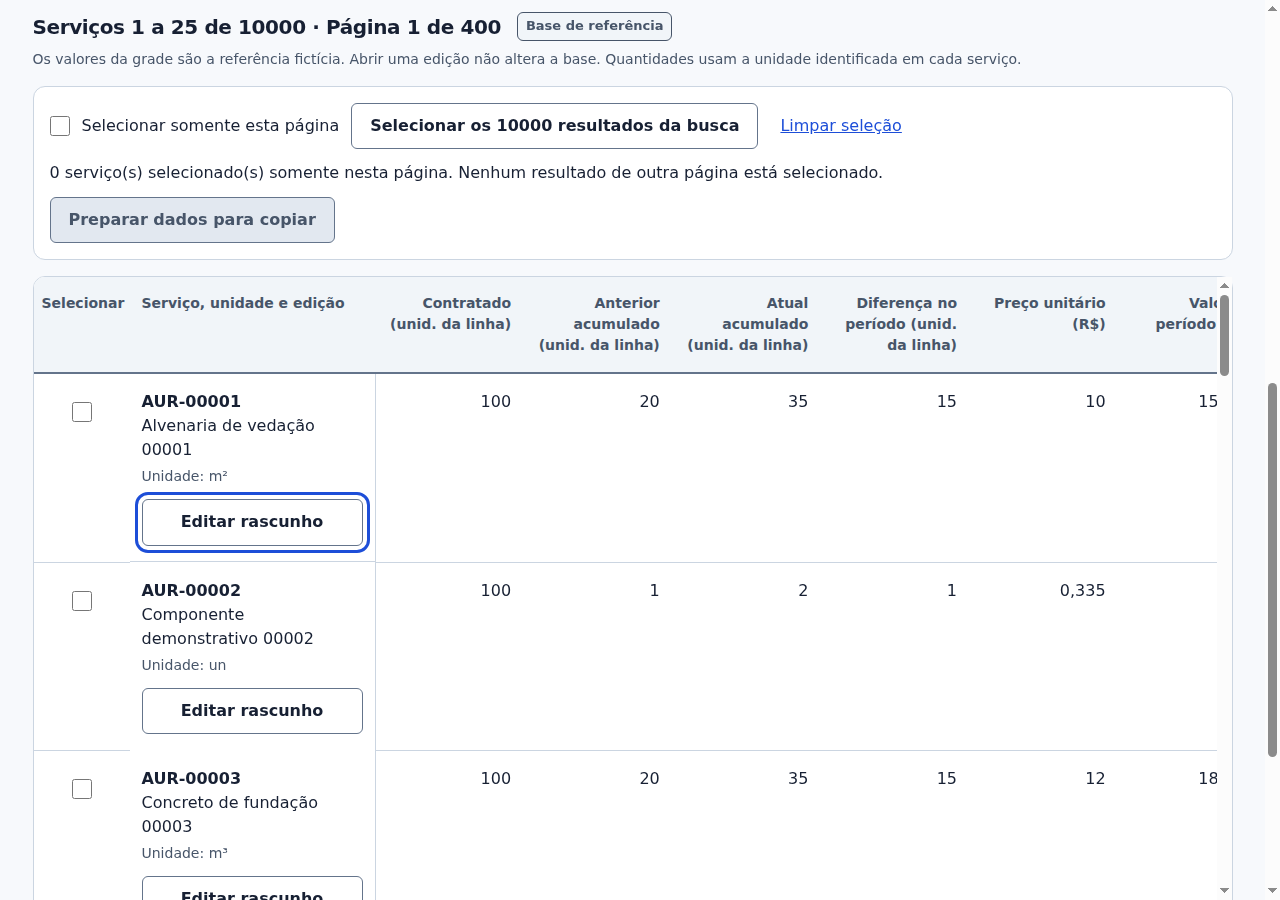 Serviços 1 a 25 de 10000 · Página 1 de 400 Base de referência
Os valores da grade são a referência fictícia. Abrir uma edição não altera a base. Quantidades usam a unidade identificada em cada serviço.
Selecionar somente esta página Selecionar os 10000 resultados da busca Limpar seleção
0 serviço(s) selecionado(s) somente nesta página. Nenhum resultado de outra página está selecionado.
Preparar dados para copiar
Selecionar Serviço, unidade e edição Contratado Anterior Atual Diferença no Preço unitário
(unid. da linha) acumulado acumulado período (unid. (R$) período
(unid. da linha) (unid. da linha) da linha)
AUR-00001 100 20 35 15 10 15
Alvenaria de vedação
00001
Unidade: m²
Editar rascunho
AUR-00002 100 1 2 1 0,335
Componente
demonstrativo 00002
Unidade: un
Editar rascunho
AUR-00003 100 20 35 15 12 18
Concreto de fundação
00003
Unidade: m³
Editar rascunho